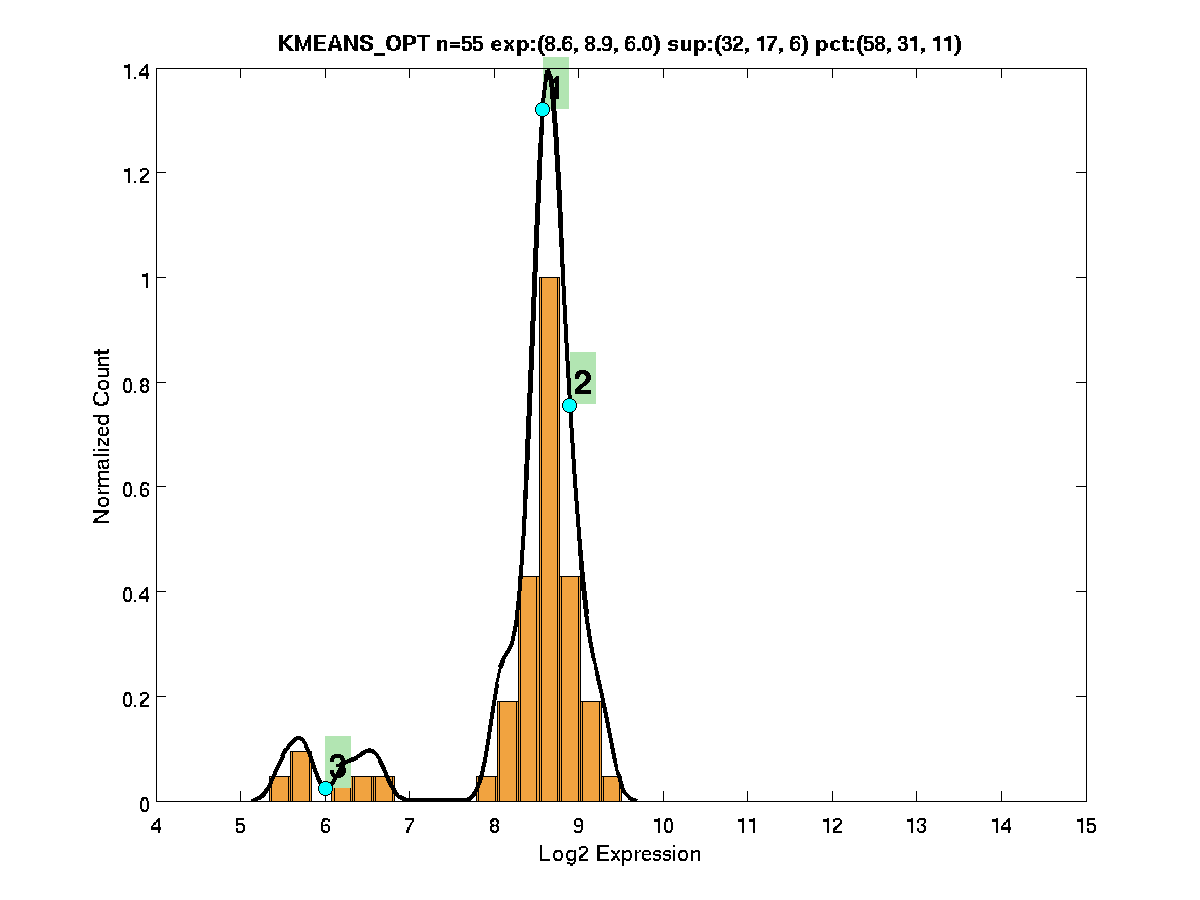 KMEANS_OPT n=55 exp:(8.6, 8.9, 6.0) sup:(32, 17, 6) pct:(58, 31, 11)
1.4
1
1.2
1
0.8
2
0.6
0.4
0.2
3
0
4 5 6 7 8 9 10 11 12 13 14 15
Log2 Expression
Normalized Count